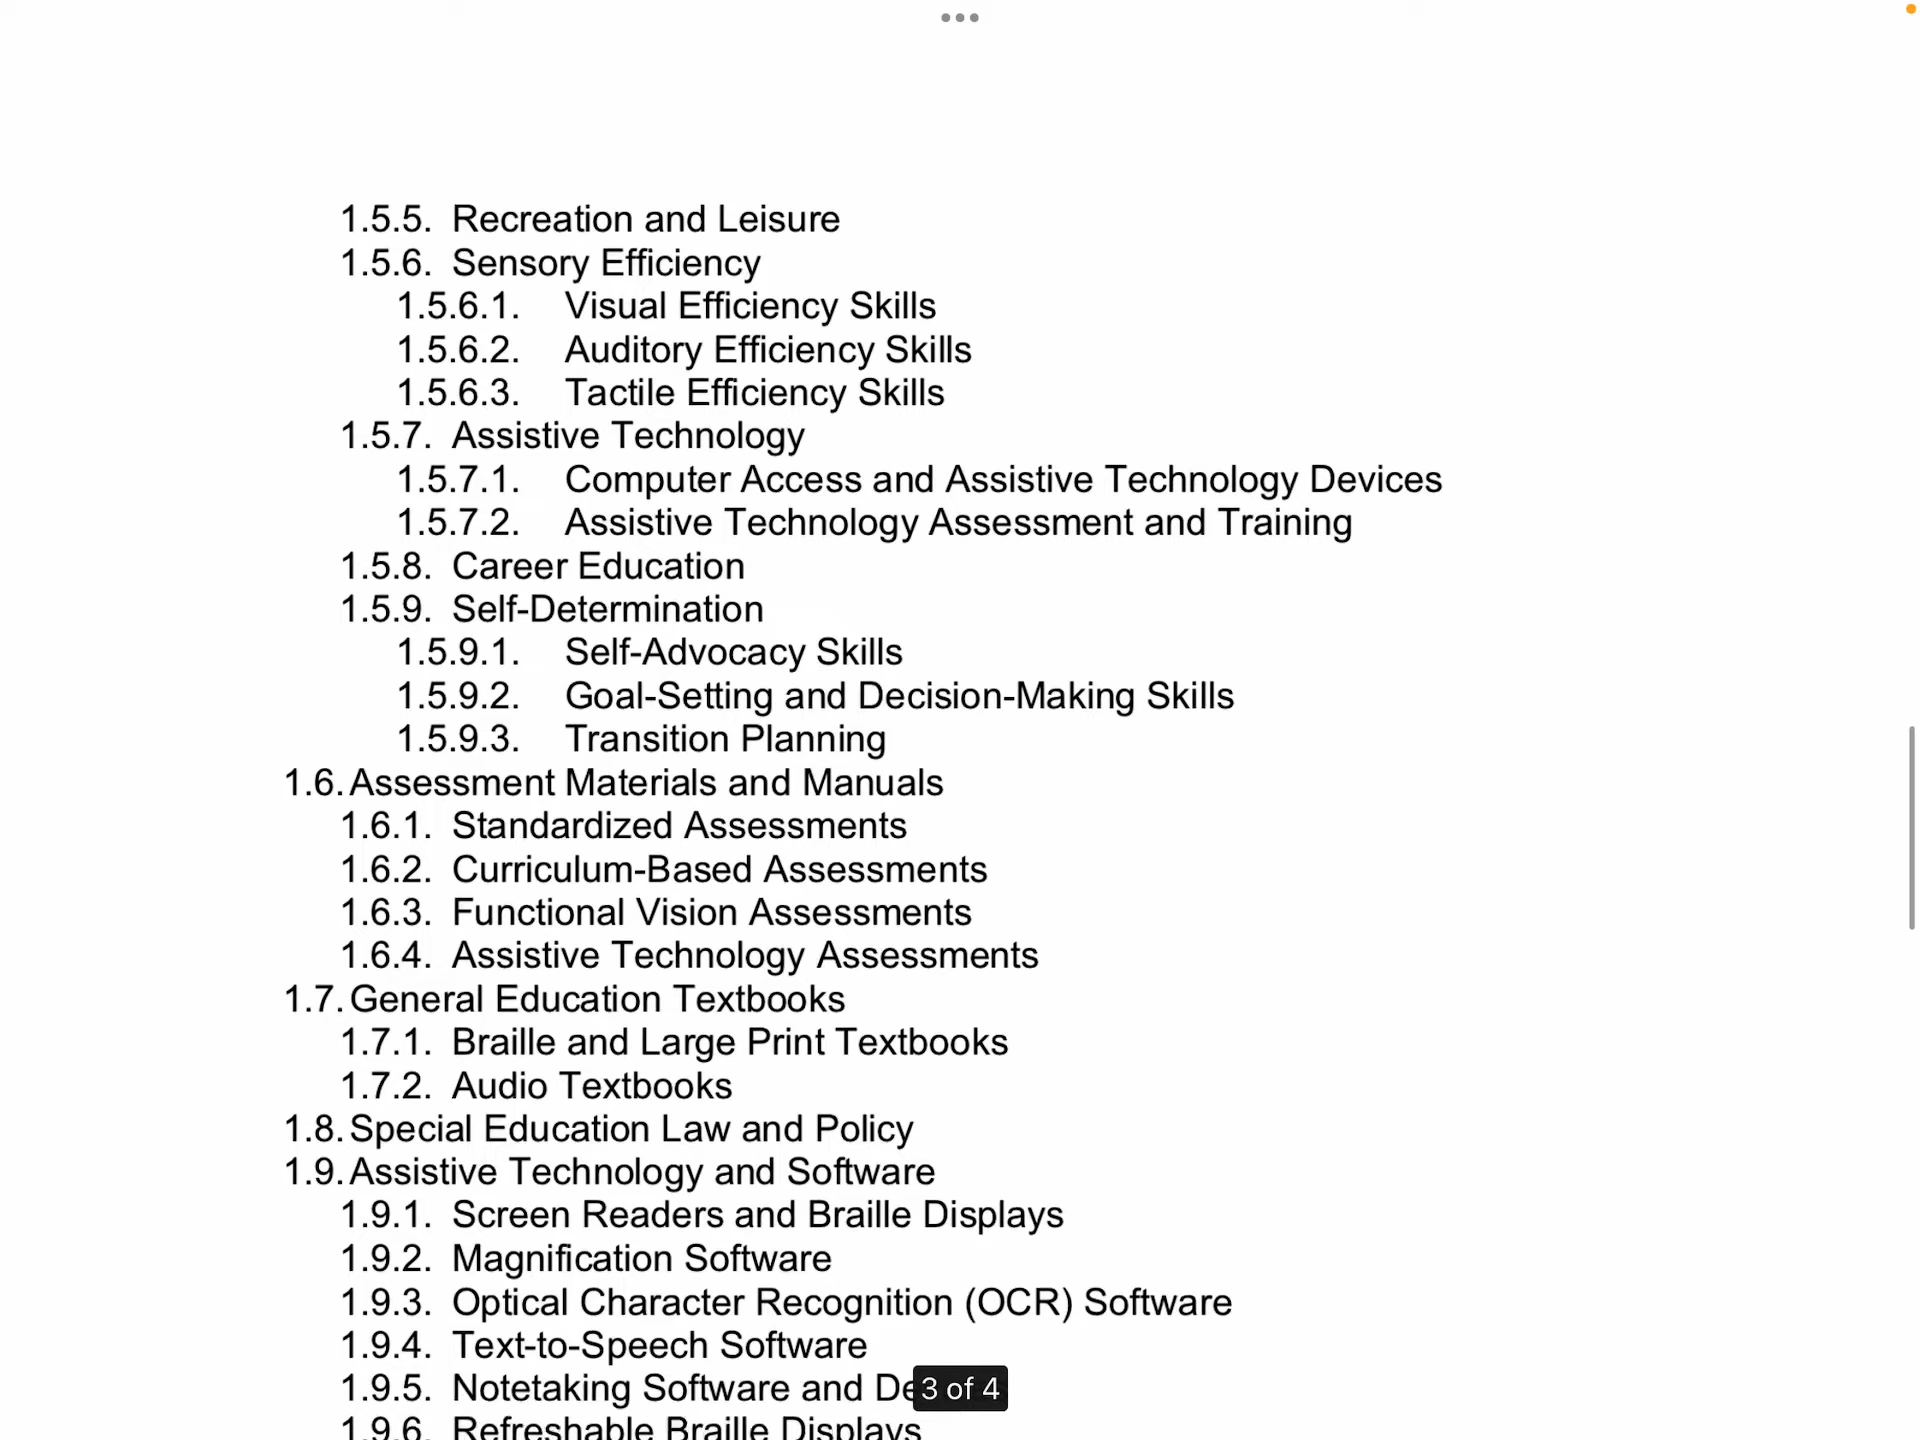 1.5.5. Recreation and Leisure
1.5.6. Sensory Efficiency
1.5.6.1. Visual Efficiency Skills
1.5.6.2. Auditory Efficiency Skills
1.5.6.3. Tactile Efficiency Skills
1.5.7. Assistive Technology
1.5.7.1. Computer Access and Assistive Technology Devices
1.5.7.2. Assistive Technology Assessment and Training
1.5.8. Career Education
1.5.9. Self-Determination
1.5.9.1. Self-Advocacy Skills
1.5.9.2. Goal-Setting and Decision-Making Skills
1.5.9.3. Transition Planning
1.6. Assessment Materials and Manuals
1.6.1. Standardized Assessments
1.6.2. Curriculum-Based Assessments
1.6.3. Functional Vision Assessments
1.6.4. Assistive Technology Assessments
1.7. General Education Textbooks
1.7.1. Braille and Large Print Textbooks
1.7.2. Audio Textbooks
1.8. Special Education Law and Policy
1.9. Assistive Technology and Software
1.9.1. Screen Readers and Braille Displays
1.9.2. Magnification Software
1.9.3. Optical Character Recognition (OCR) Software
1.9.4. Text-to-Speech Software
1.9.5. Notetaking Software and
3 of 4
1.9.6. Refreshable Braille Displays